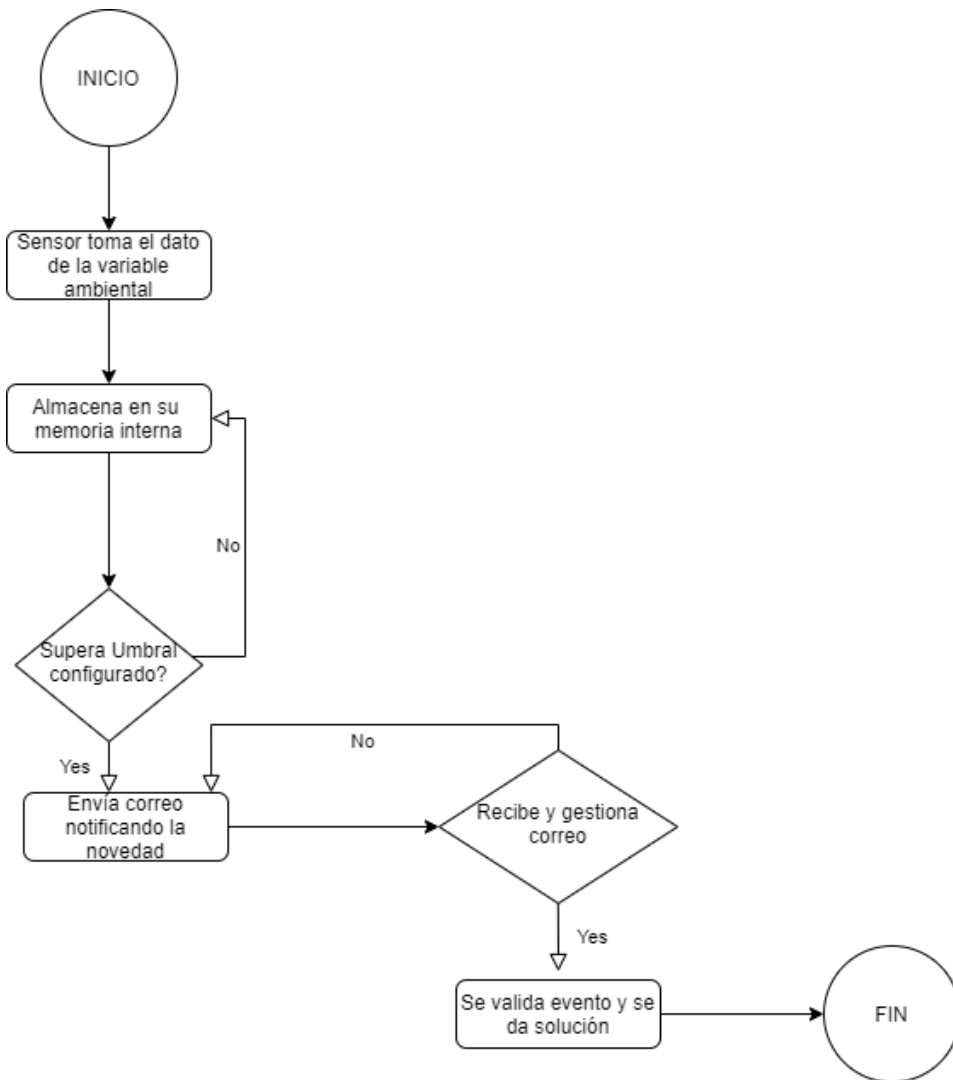 INICIO
Sensor toma el dato
de la variable
ambiental
Almacena en su
memoria interna
No
Supera Umbral
configurado?
Yes
No
Envía correo
notificando la
novedad
Recibe y gestiona
correo
Yes
Se valida evento y se
da solución
FIN